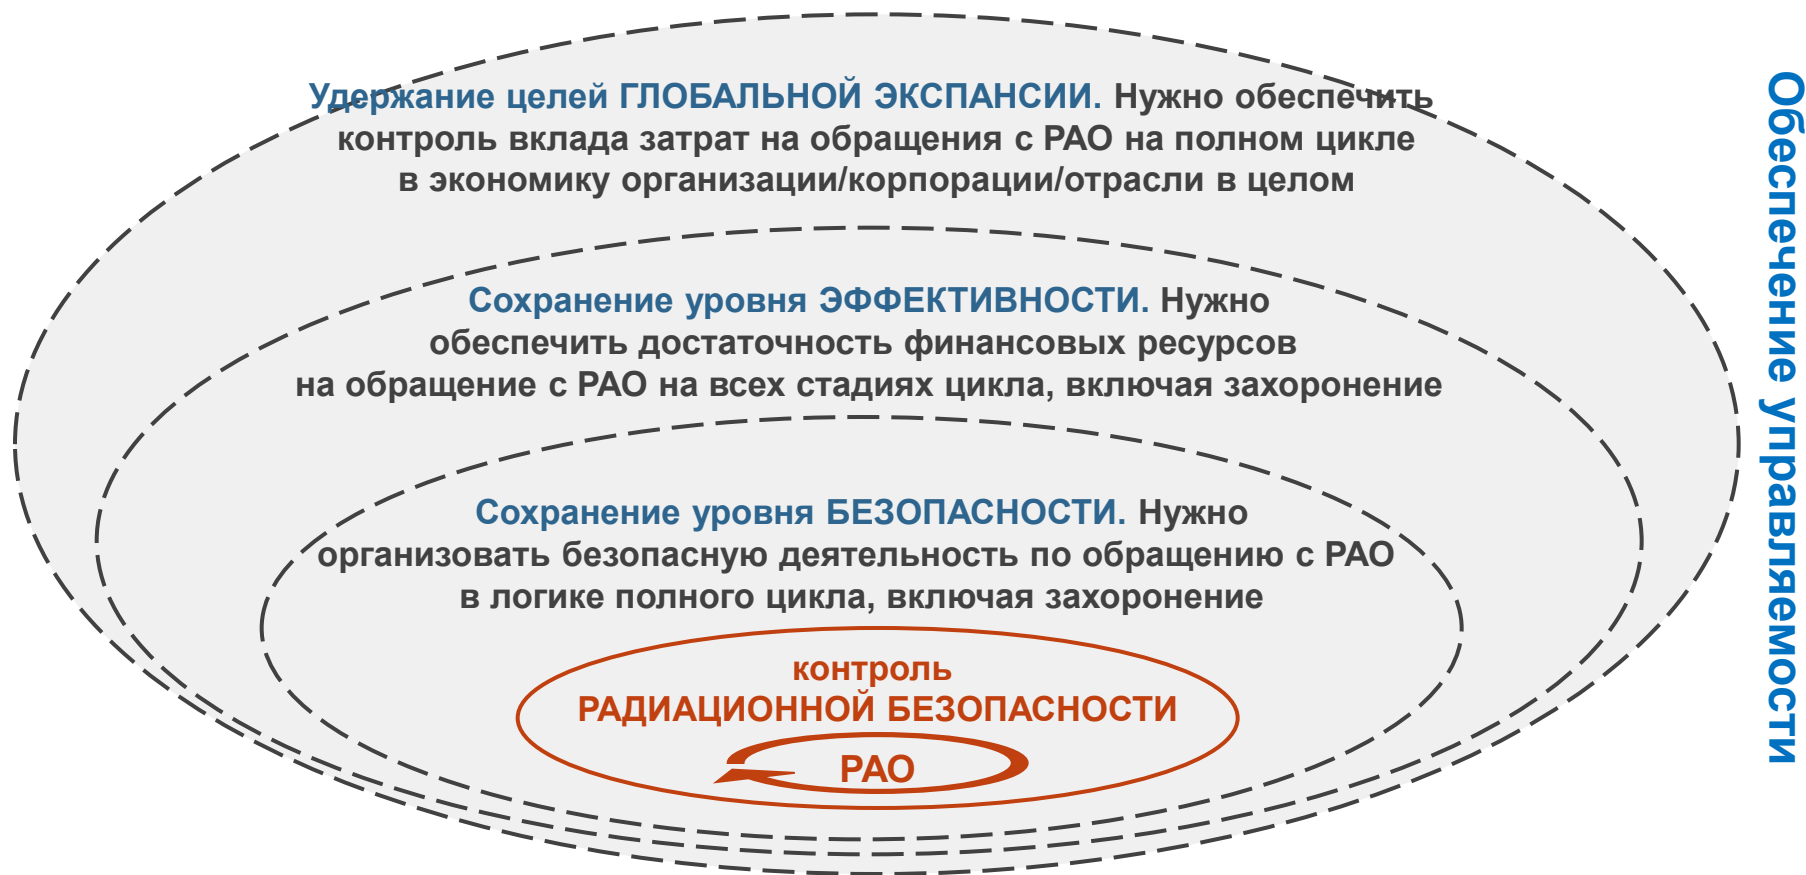 Удержание целей ГЛОБАЛЬНОЙ ЭКСПАНСИИ. Нужно обеспечить
контроль вклада затрат на обращения с РАО на полном цикле
в экономику организации/корпорации/отрасли в целом
Сохранение уровня ЭФФЕКТИВНОСТИ. Нужно
обеспечить достаточность финансовых ресурсов
на обращение с РАО на всех стадиях цикла, включая захоронение
Сохранение уровня БЕЗОПАСНОСТИ. Нужно
организовать безопасную деятельность по обращению с РАО
в логике полного цикла, включая захоронение
контроль
РАДИАЦИОННОЙ БЕЗОПАСНОСТИ
РАО
Обеспечение управляемости